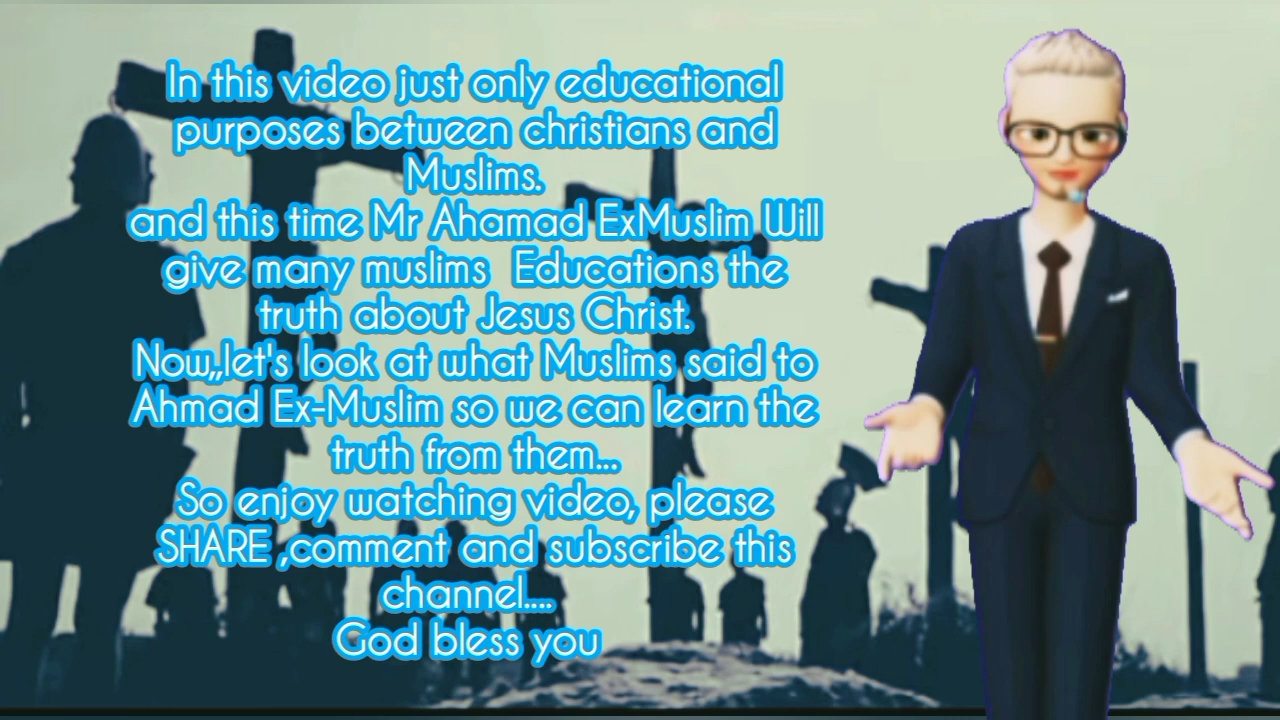 In this video just only educational
purposes between christians and
Muslims.
and this time Mr Ahamad ExMuslim Will
give many muslims Educations the
truth about Jesus Christ.
Now,,let's look at what Muslims said to
Ahmad Ex-Muslim so we can learn the
truth from them...
So enjoy watching video, please
SHARE ,comment and subscribe this
channel....
God bless you